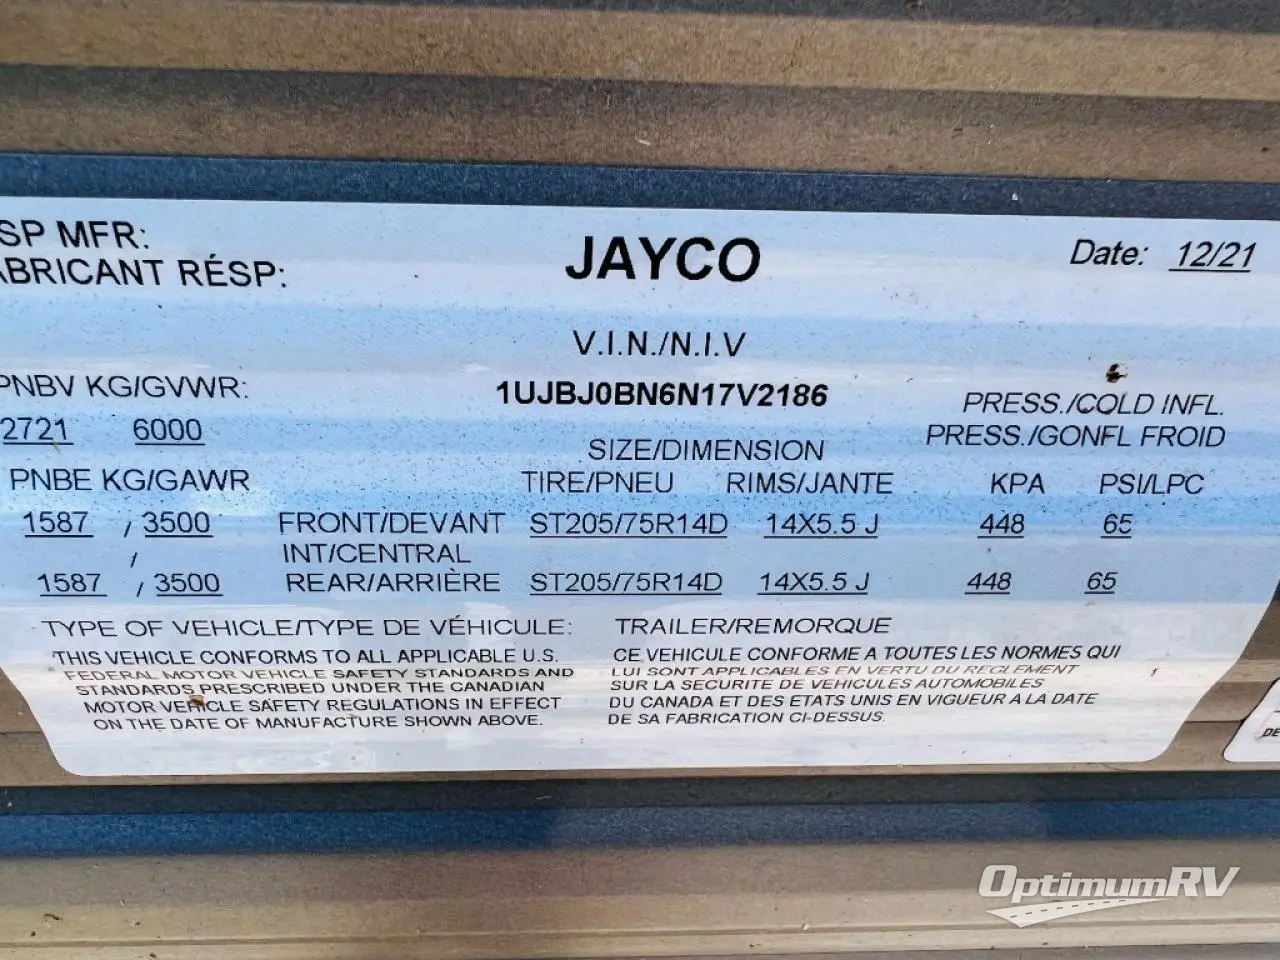 SP MFR:
ABRICANT RÉSP:
JAYCO
Date: 12/21
V.I.N./N.I.V
PNBV KG/GVWR:
1UJBJ0BN6N17V2186
PRESS./COLD INFL.
2721 6000
SIZE/DIMENSION
PRESS./GONFL FROID
PNBE KG/GAWR
TIRE/PNEU RIMS/JANTE KPA PSI/LPC
1587 / 3500 FRONT/DEVANT ST205/75R14D 14X5.5 J 448 65
/ INT/CENTRAL
1587 / 3500 REAR/ARRIÈRE ST205/75R14D 14X5.5 J 448 65
TYPE OF VEHICLE/TYPE DE VÉHICULE: TRAILER/REMORQUE
THIS VEHICLE CONFORMS TO ALL APPLICABLE U.S.
FEDERAL MOTOR VEHICLE SAFETY STANDARDS AND
STANDARDS PRESCRIBED UNDER THE CANADIAN
MOTOR VEHICLE SAFETY REGULATIONS IN EFFECT
ON THE DATE OF MANUFACTURE SHOWN ABOVE.
CE VEHICULE CONFORME A TOUTES LES NORMES QUI
LUI SONT APPLICABLES EN VERTU DU REGLEMENT
SUR LA SECURITE DE VEHICULES AUTOMOBILES
DU CANADA ET DES ETATS UNIS EN VIGUEUR A LA DATE
DE SA FABRICATION CI-DESSUS.
DE
OptimumRV